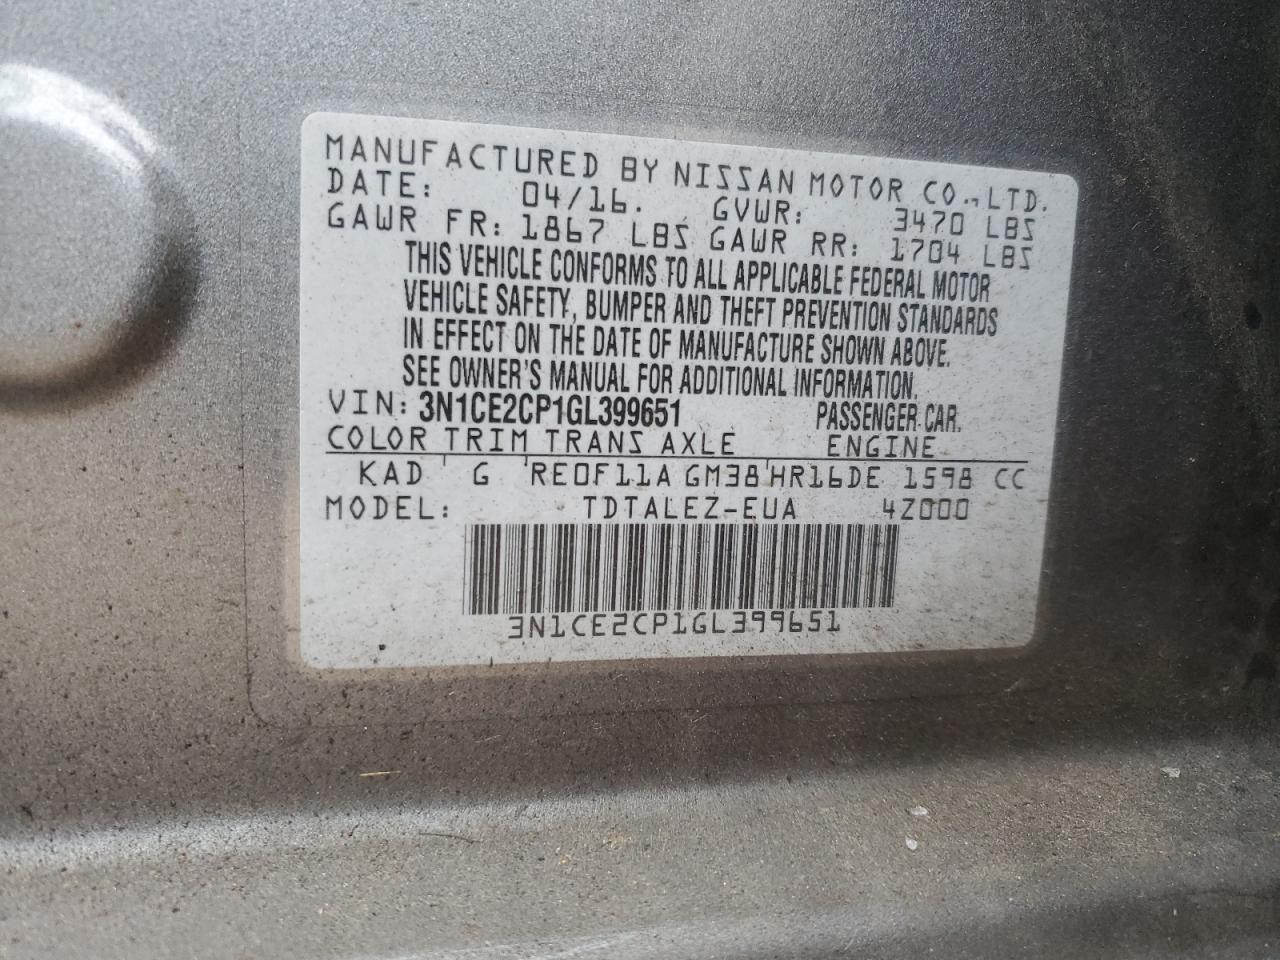 MANUFACTURED BY NISSAN MOTOR CO.,LTD.
DATE: 04/16. GVWR: 3470 LBS
GAWR FR: 1867 LBS GAWR RR: 1704 LBS
THIS VEHICLE CONFORMS TO ALL APPLICABLE FEDERAL MOTOR
VEHICLE SAFETY, BUMPER AND THEFT PREVENTION STANDARDS
IN EFFECT ON THE DATE OF MANUFACTURE SHOWN ABOVE.
SEE OWNER'S MANUAL FOR ADDITIONAL INFORMATION.
VIN: 3N1CE2CP1GL399651 PASSENGER CAR.
COLOR TRIM TRANS AXLE ENGINE
KAD G RE0F11A GM38 HR16DE 1598 CC
MODEL: TDTALEZ-EUA 4Z000
3N1CE2CP1GL399651